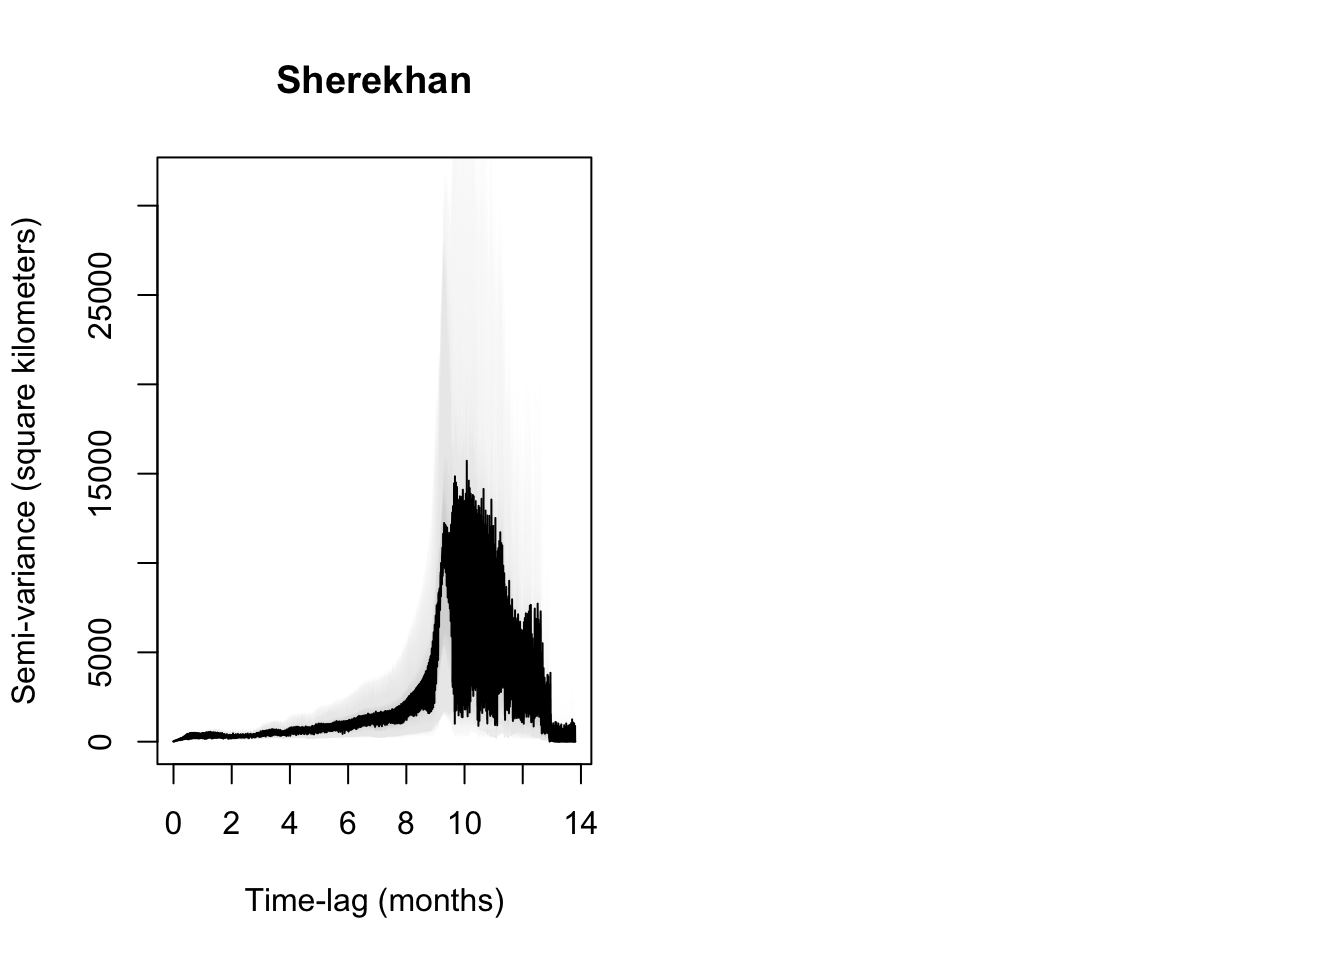 Sherekhan
Semi-variance (square kilometers)
25000
15000
5000
0
0 2 4 6 8 10 14
Time-lag (months)